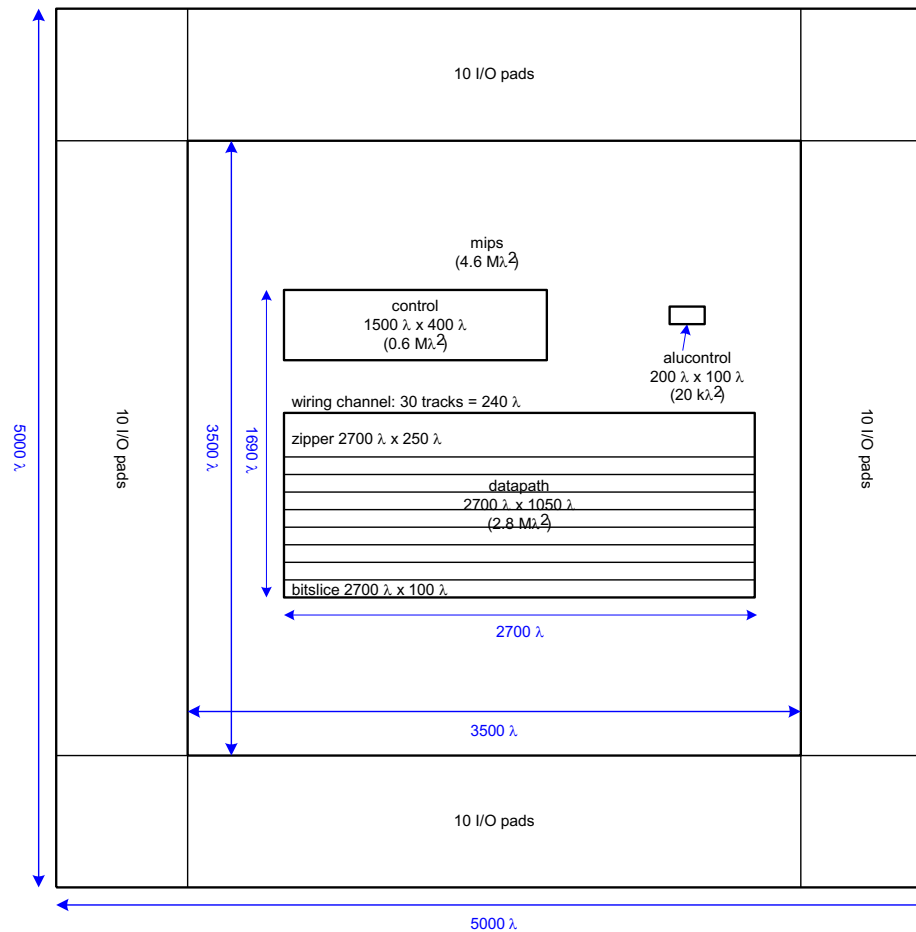 10 I/O pads
mips
(4.6 Mλ²)
control
1500 λ x 400 λ
(0.6 Mλ²)
alucontrol
200 λ x 100 λ
(20 kλ²)
wiring channel: 30 tracks = 240 λ
zipper 2700 λ x 250 λ
datapath
2700 λ x 1050 λ
(2.8 Mλ²)
bitslice 2700 λ x 100 λ
2700 λ
1690 λ
3500 λ
3500 λ
10 I/O pads
10 I/O pads
5000 λ
10 I/O pads
5000 λ